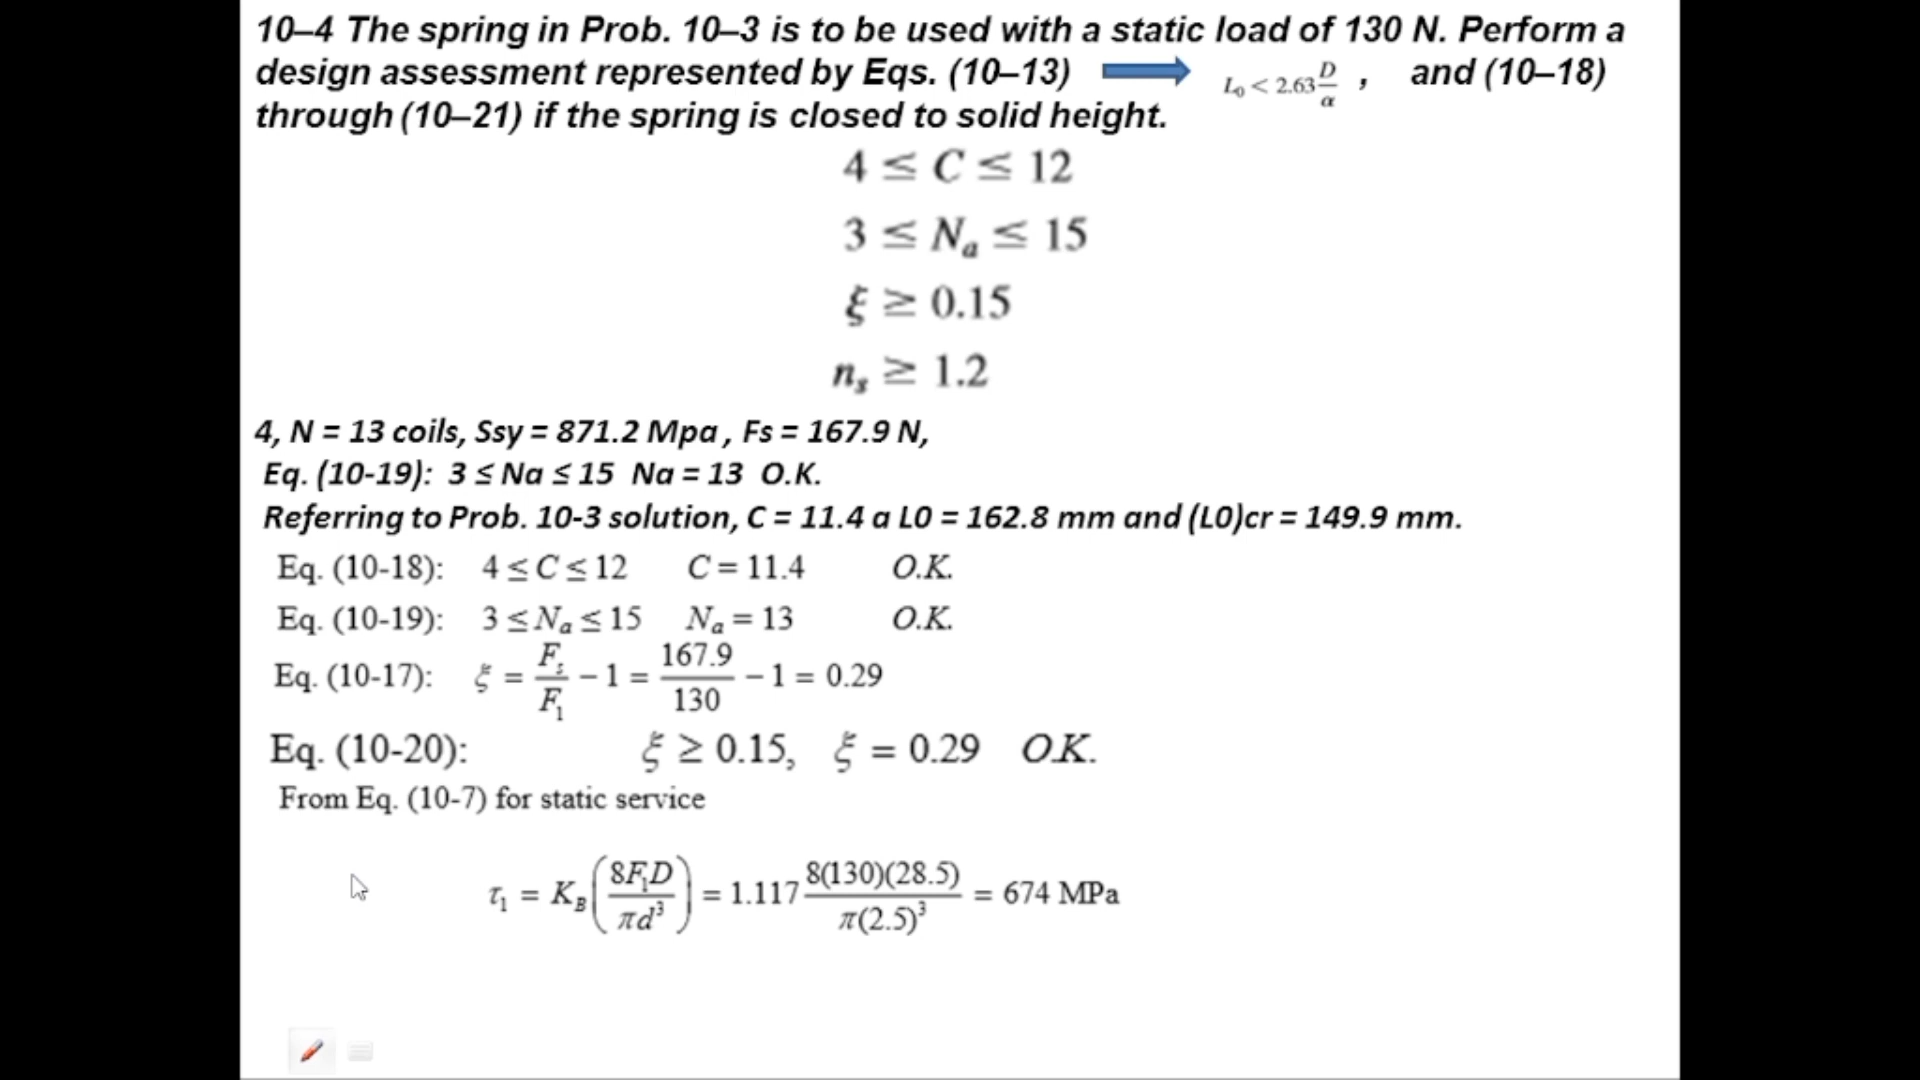 10–4 The spring in Prob. 10–3 is to be used with a static load of 130 N. Perform a
design assessment represented by Eqs. (10–13) L₀ < 2.63 D/α , and (10–18)
through (10–21) if the spring is closed to solid height.
4 ≤ C ≤ 12
3 ≤ Nₐ ≤ 15
ξ ≥ 0.15
nₛ ≥ 1.2
4, N = 13 coils, Ssy = 871.2 Mpa , Fs = 167.9 N,
Eq. (10-19): 3 ≤ Na ≤ 15 Na = 13 O.K.
Referring to Prob. 10-3 solution, C = 11.4 a L0 = 162.8 mm and (L0)cr = 149.9 mm.
Eq. (10-18): 4 ≤ C ≤ 12 C = 11.4 O.K.
Eq. (10-19): 3 ≤ Nₐ ≤ 15 Nₐ = 13 O.K.
Eq. (10-17): ξ = Fₛ/F₁ − 1 = 167.9/130 − 1 = 0.29
Eq. (10-20): ξ ≥ 0.15, ξ = 0.29 O.K.
From Eq. (10-7) for static service
τ₁ = K_B (8F₁D/πd³) = 1.117 8(130)(28.5)/π(2.5)³ = 674 MPa